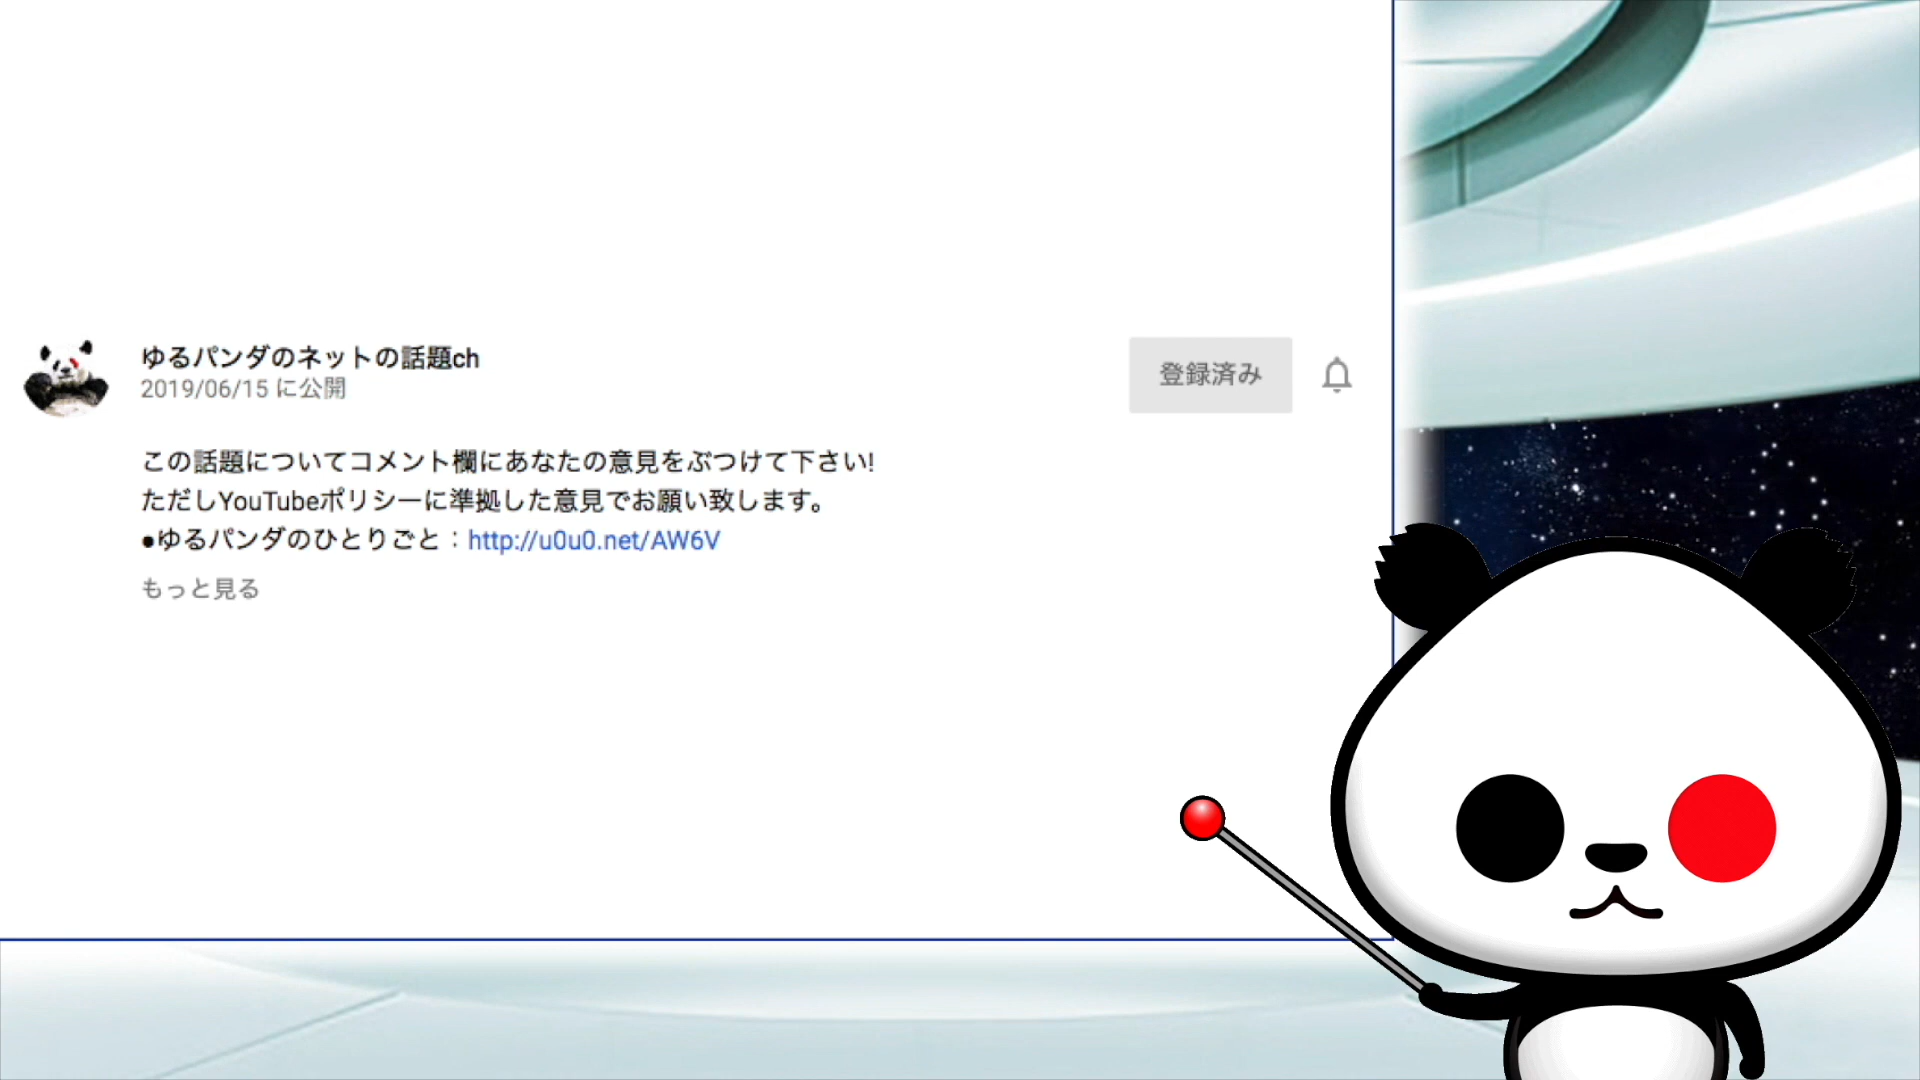 ゆるパンダのネットの話題ch
2019/06/15 に公開
登録済み
この話題についてコメント欄にあなたの意見をぶつけて下さい!
ただしYouTubeポリシーに準拠した意見でお願い致します。
●ゆるパンダのひとりごと：http://u0u0.net/AW6V
もっと見る